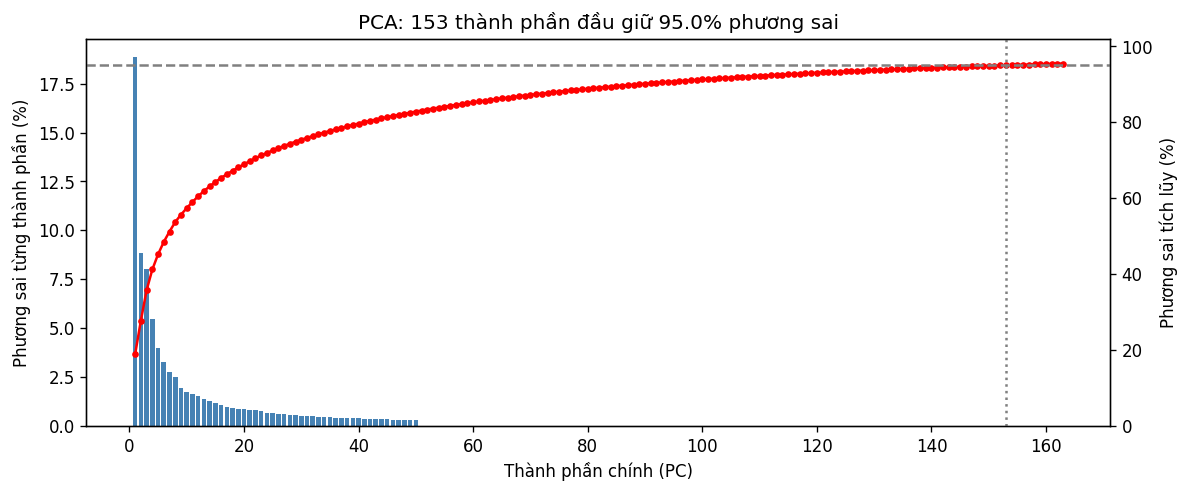 PCA: 153 thành phần đầu giữ 95.0% phương sai
Phương sai từng thành phần (%)
17.5
15.0
12.5
10.0
7.5
5.0
2.5
0.0
100
80
60
40
20
0
Phương sai tích lũy (%)
0 20 40 60 80 100 120 140 160
Thành phần chính (PC)